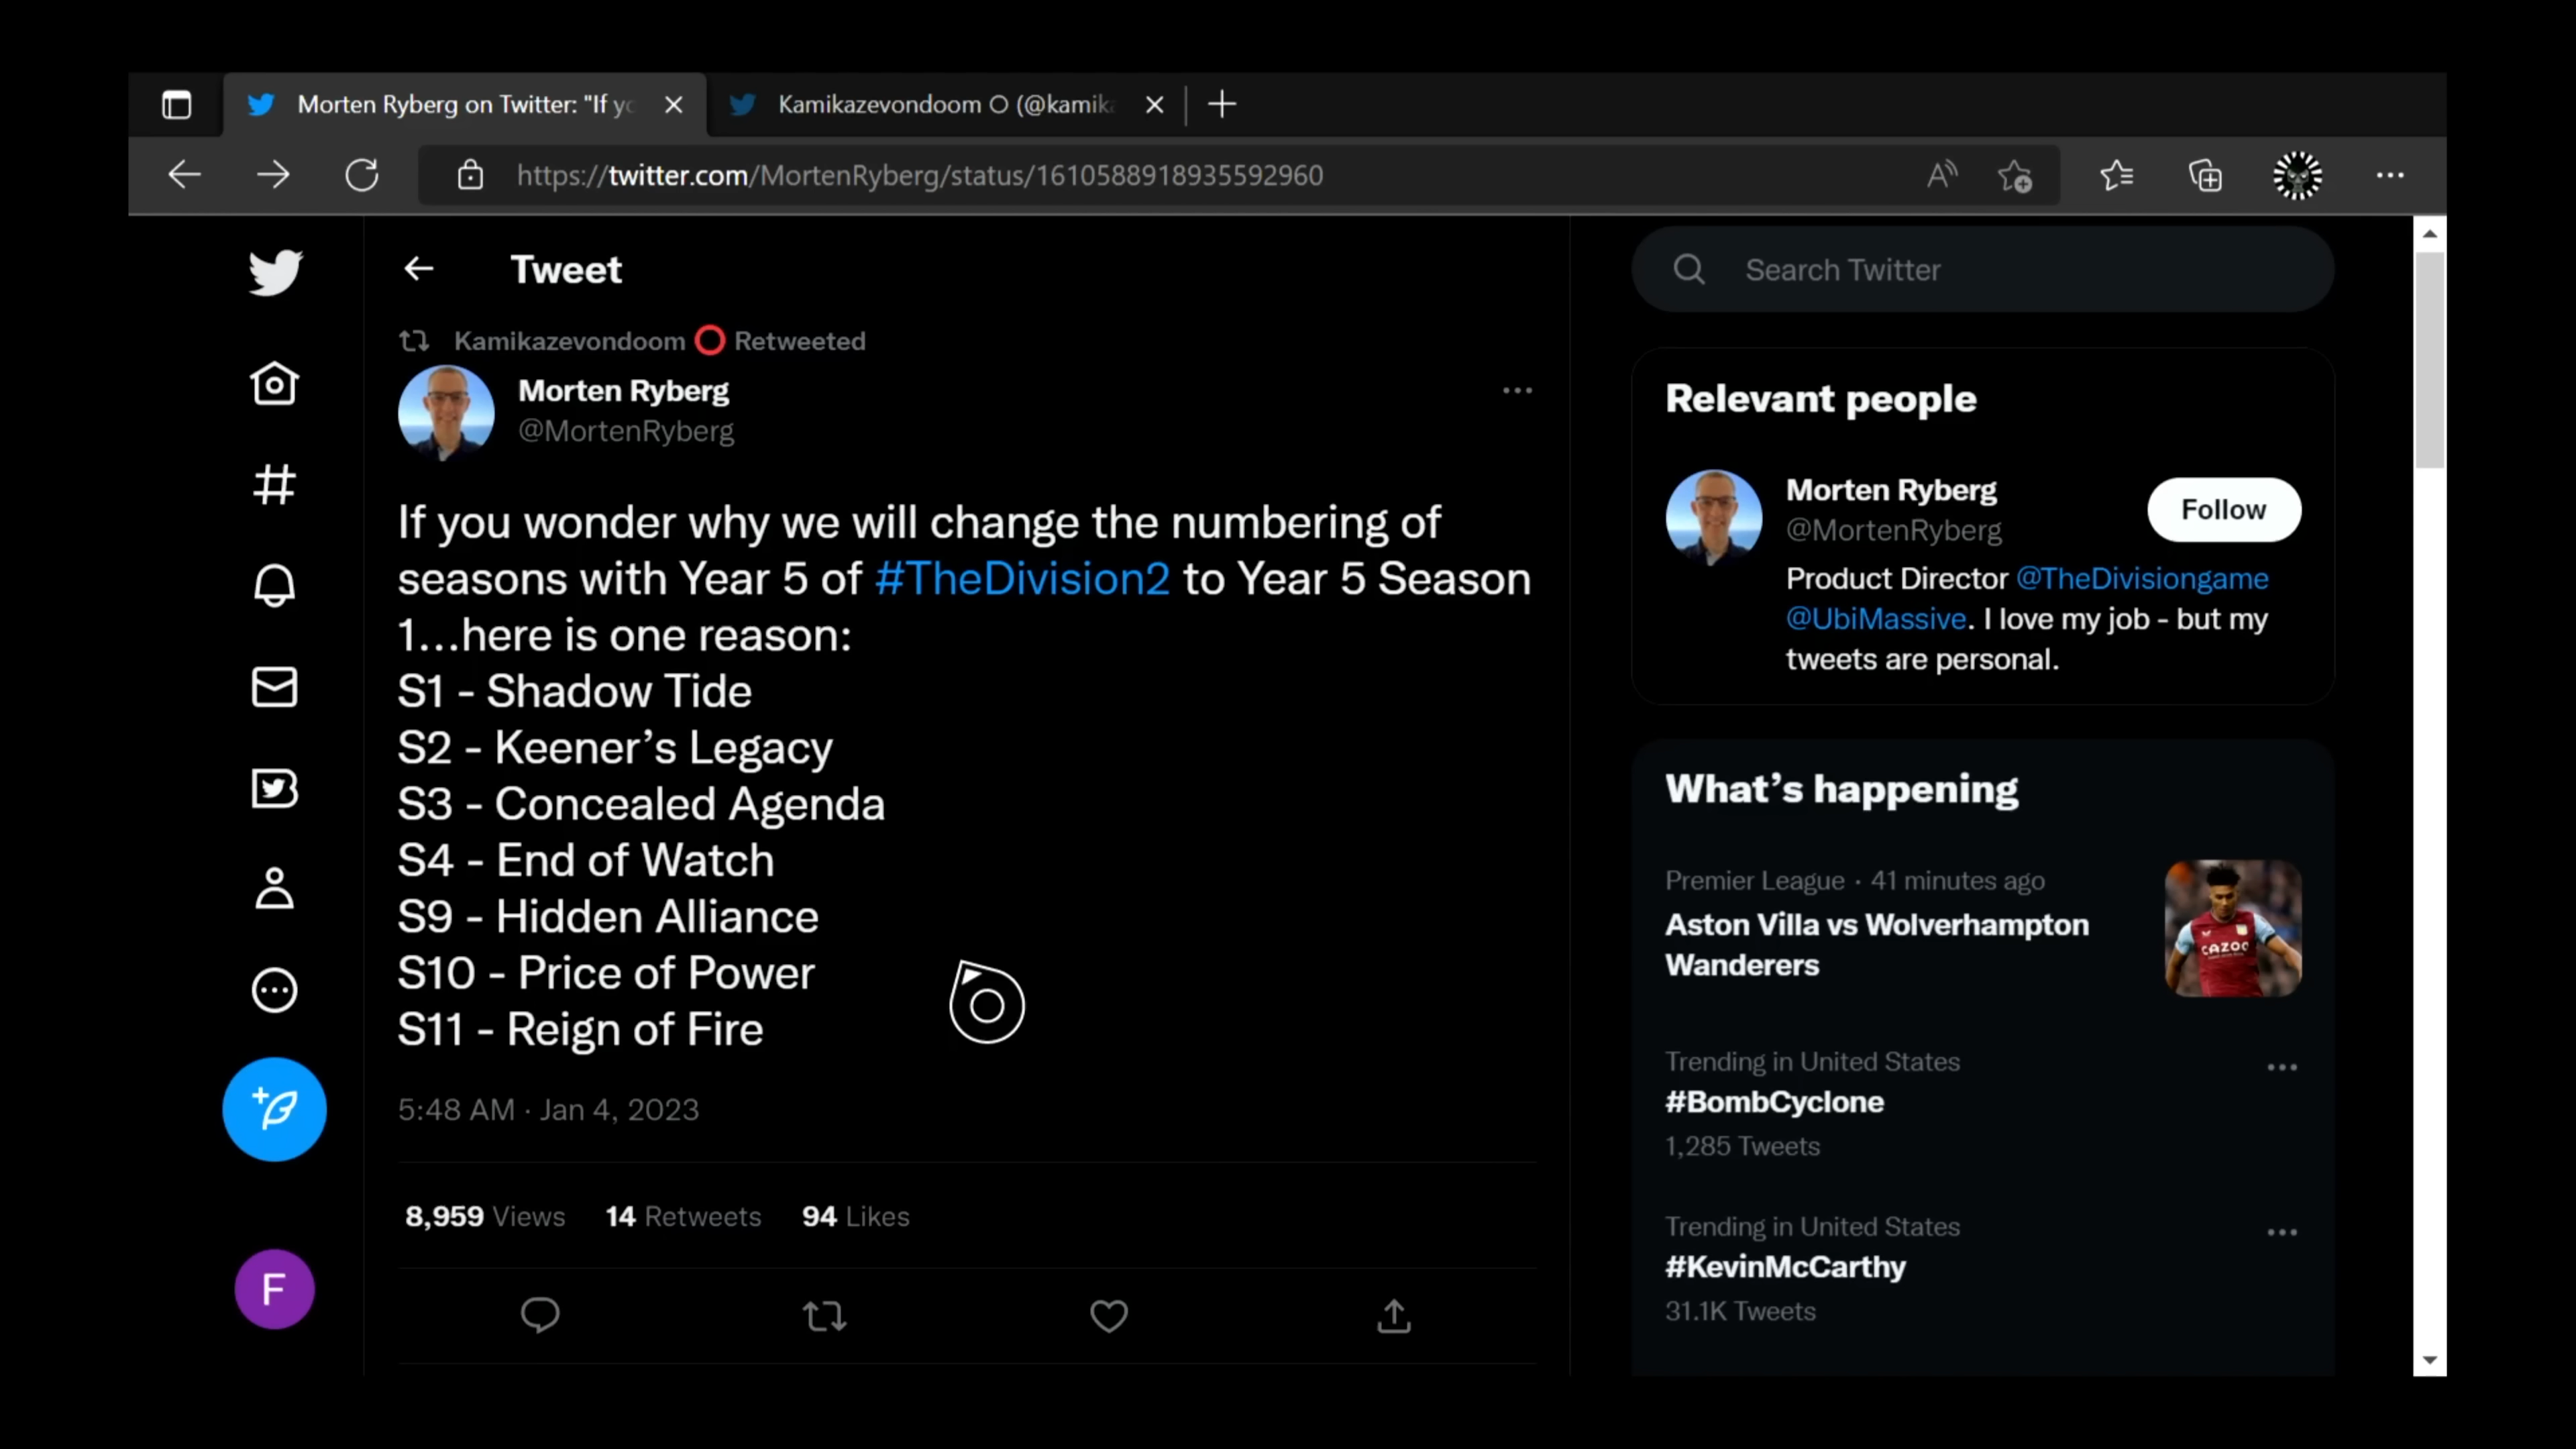 Morten Ryberg on Twitter: "If yo
Kamikazevondoom O (@kamik
https://twitter.com/MortenRyberg/status/1610588918935592960
Tweet
Search Twitter
Kamikazevondoom ⭕ Retweeted
Morten Ryberg
@MortenRyberg
If you wonder why we will change the numbering of
seasons with Year 5 of #TheDivision2 to Year 5 Season
1...here is one reason:
S1 - Shadow Tide
S2 - Keener's Legacy
S3 - Concealed Agenda
S4 - End of Watch
S9 - Hidden Alliance
S10 - Price of Power
S11 - Reign of Fire
5:48 AM · Jan 4, 2023
8,959 Views 14 Retweets 94 Likes
F
Relevant people
Morten Ryberg
@MortenRyberg
Follow
Product Director @TheDivisiongame
@UbiMassive. I love my job - but my
tweets are personal.
What's happening
Premier League · 41 minutes ago
Aston Villa vs Wolverhampton
Wanderers
CAZOO
Trending in United States
#BombCyclone
1,285 Tweets
Trending in United States
#KevinMcCarthy
31.1K Tweets